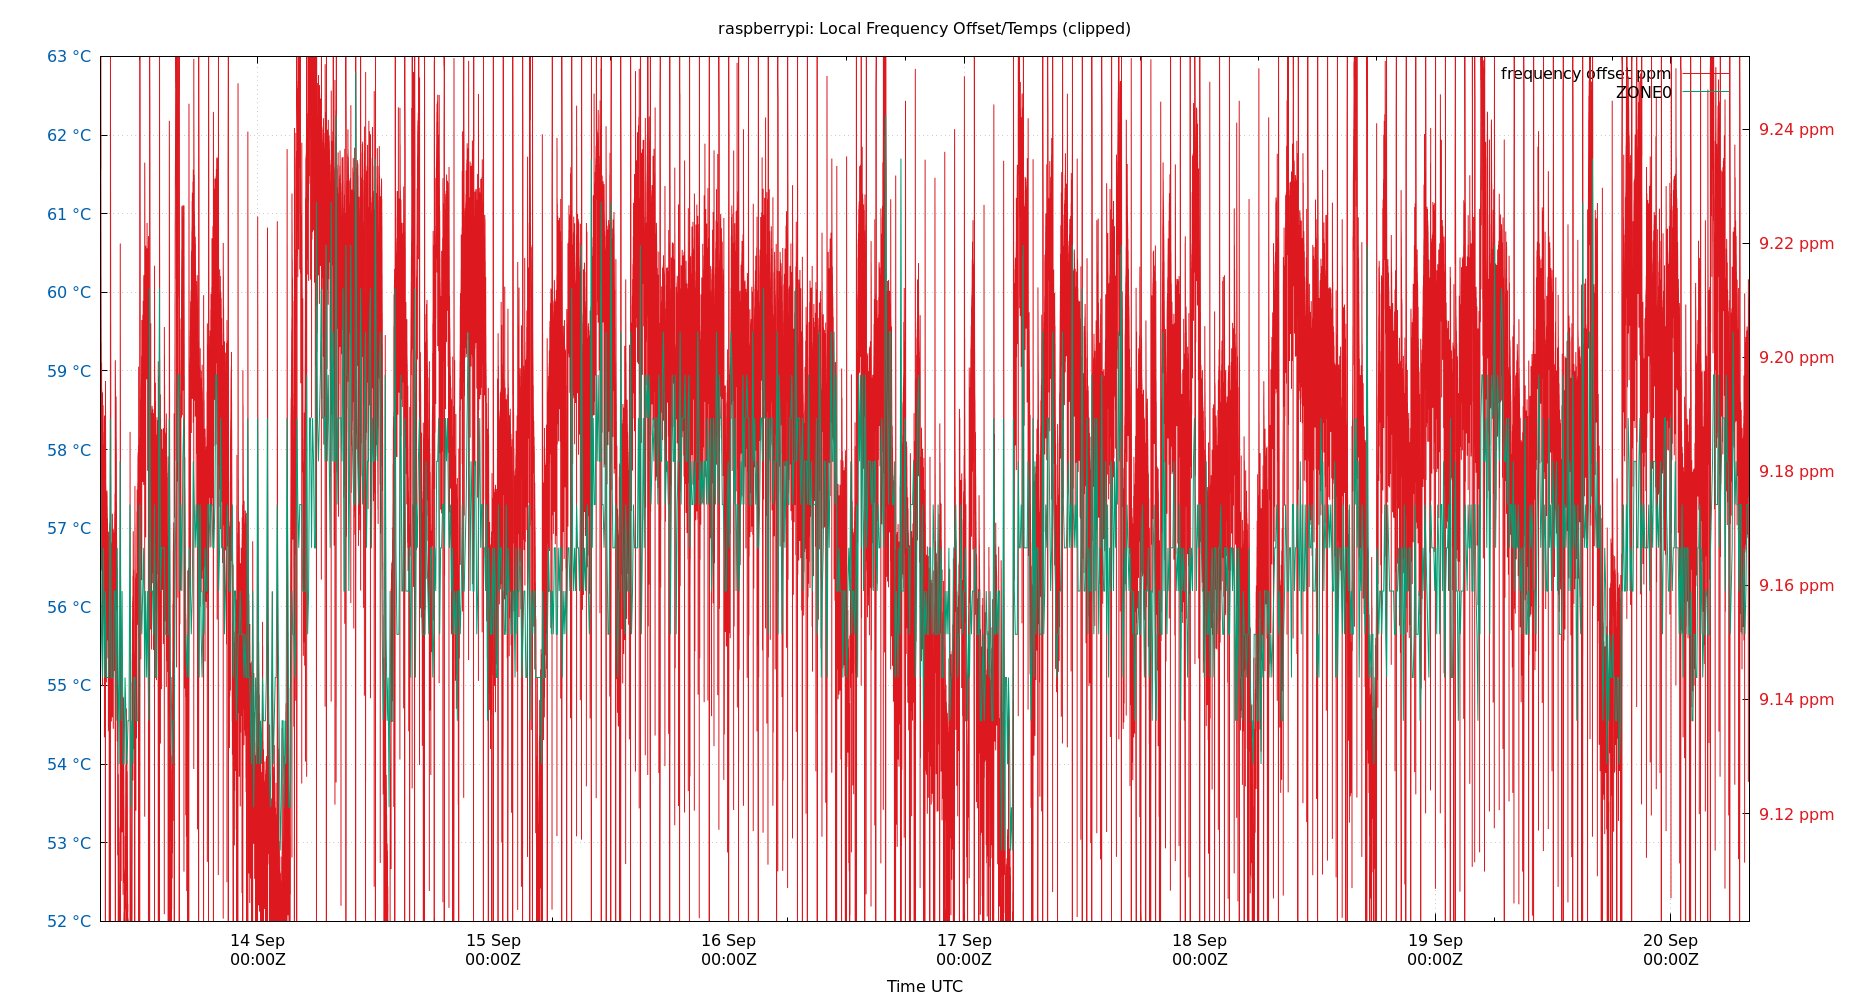 raspberrypi: Local Frequency Offset/Temps (clipped)
63 °C
62 °C
61 °C
60 °C
59 °C
58 °C
57 °C
56 °C
55 °C
54 °C
53 °C
52 °C
frequency offset ppm
ZONE0
9.24 ppm
9.22 ppm
9.20 ppm
9.18 ppm
9.16 ppm
9.14 ppm
9.12 ppm
14 Sep
00:00Z
15 Sep
00:00Z
16 Sep
00:00Z
17 Sep
00:00Z
18 Sep
00:00Z
19 Sep
00:00Z
20 Sep
00:00Z
Time UTC